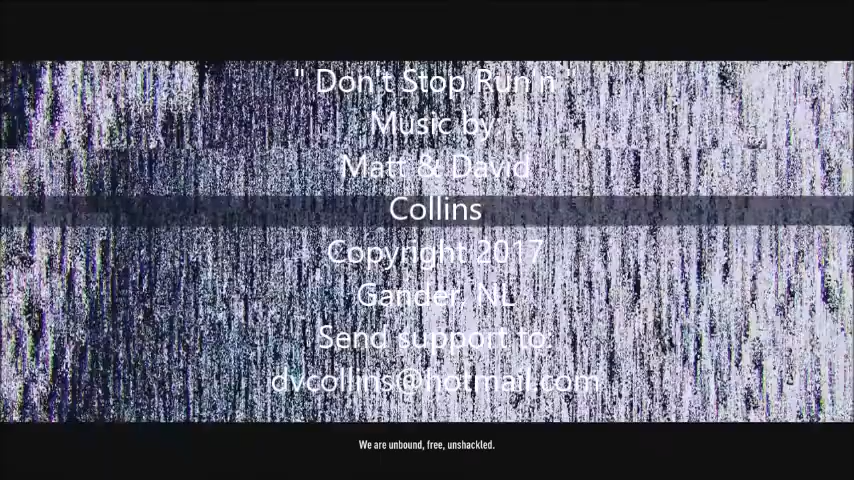 " Don't Stop Run'n "
Music by
Matt & David
Collins
Copyright 2017
Gander, NL
Send support to:
dvcollins@hotmail.com
We are unbound, free, unshackled.